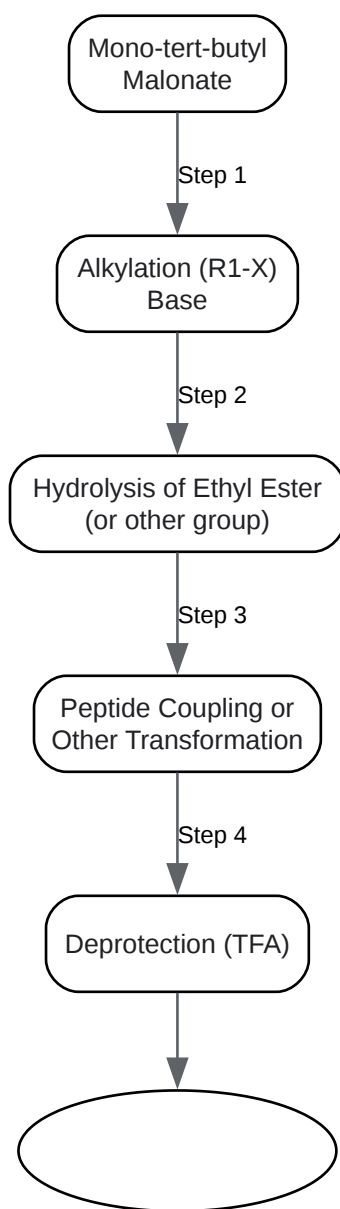 Mono-tert-butyl
Malonate
Step 1
Alkylation (R1-X)
Base
Step 2
Hydrolysis of Ethyl Ester
(or other group)
Step 3
Peptide Coupling or
Other Transformation
Step 4
Deprotection (TFA)